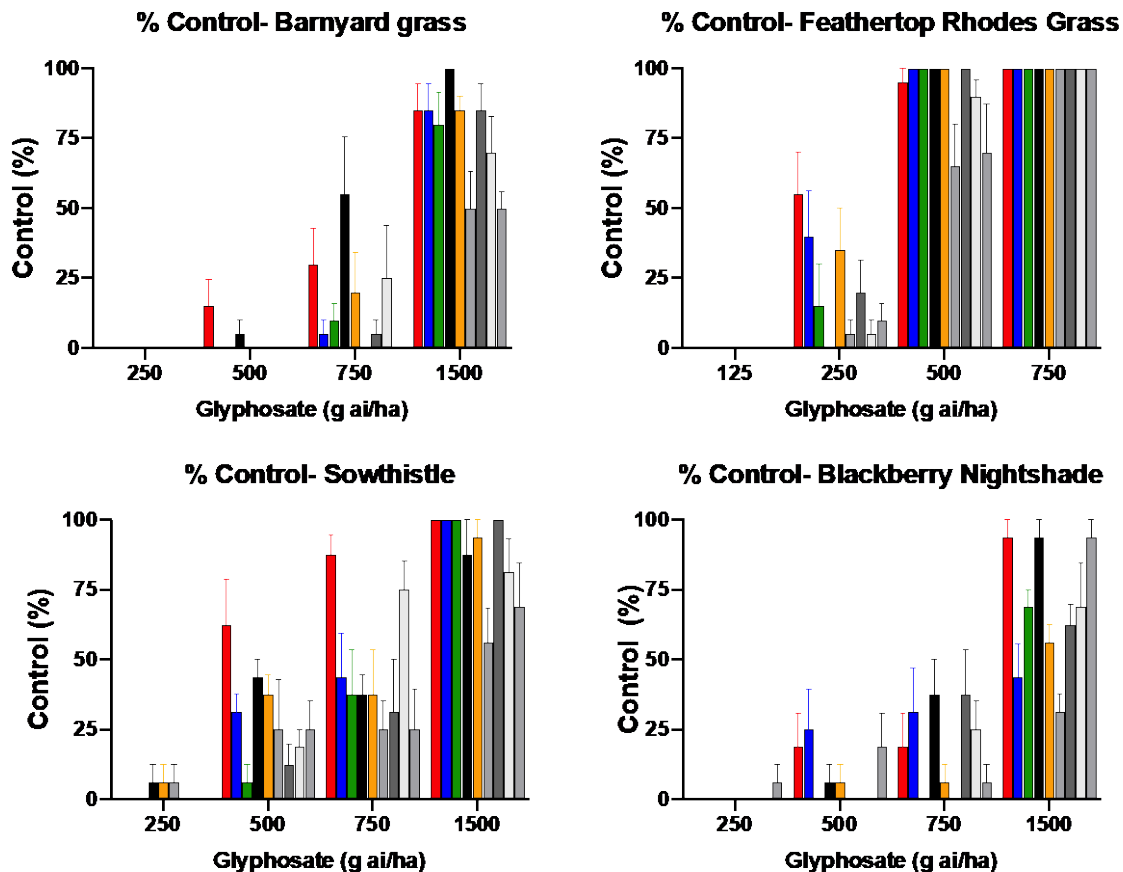 % Control- Barnyard grass
100
75
50
25
0
Control (%)
250 500 750 1500
Glyphosate (g ai/ha)
% Control- Feathertop Rhodes Grass
100
75
50
25
0
Control (%)
125 250 500 750
Glyphosate (g ai/ha)
% Control- Sowthistle
100
75
50
25
0
Control (%)
250 500 750 1500
Glyphosate (g ai/ha)
% Control- Blackberry Nightshade
100
75
50
25
0
Control (%)
250 500 750 1500
Glyphosate (g ai/ha)